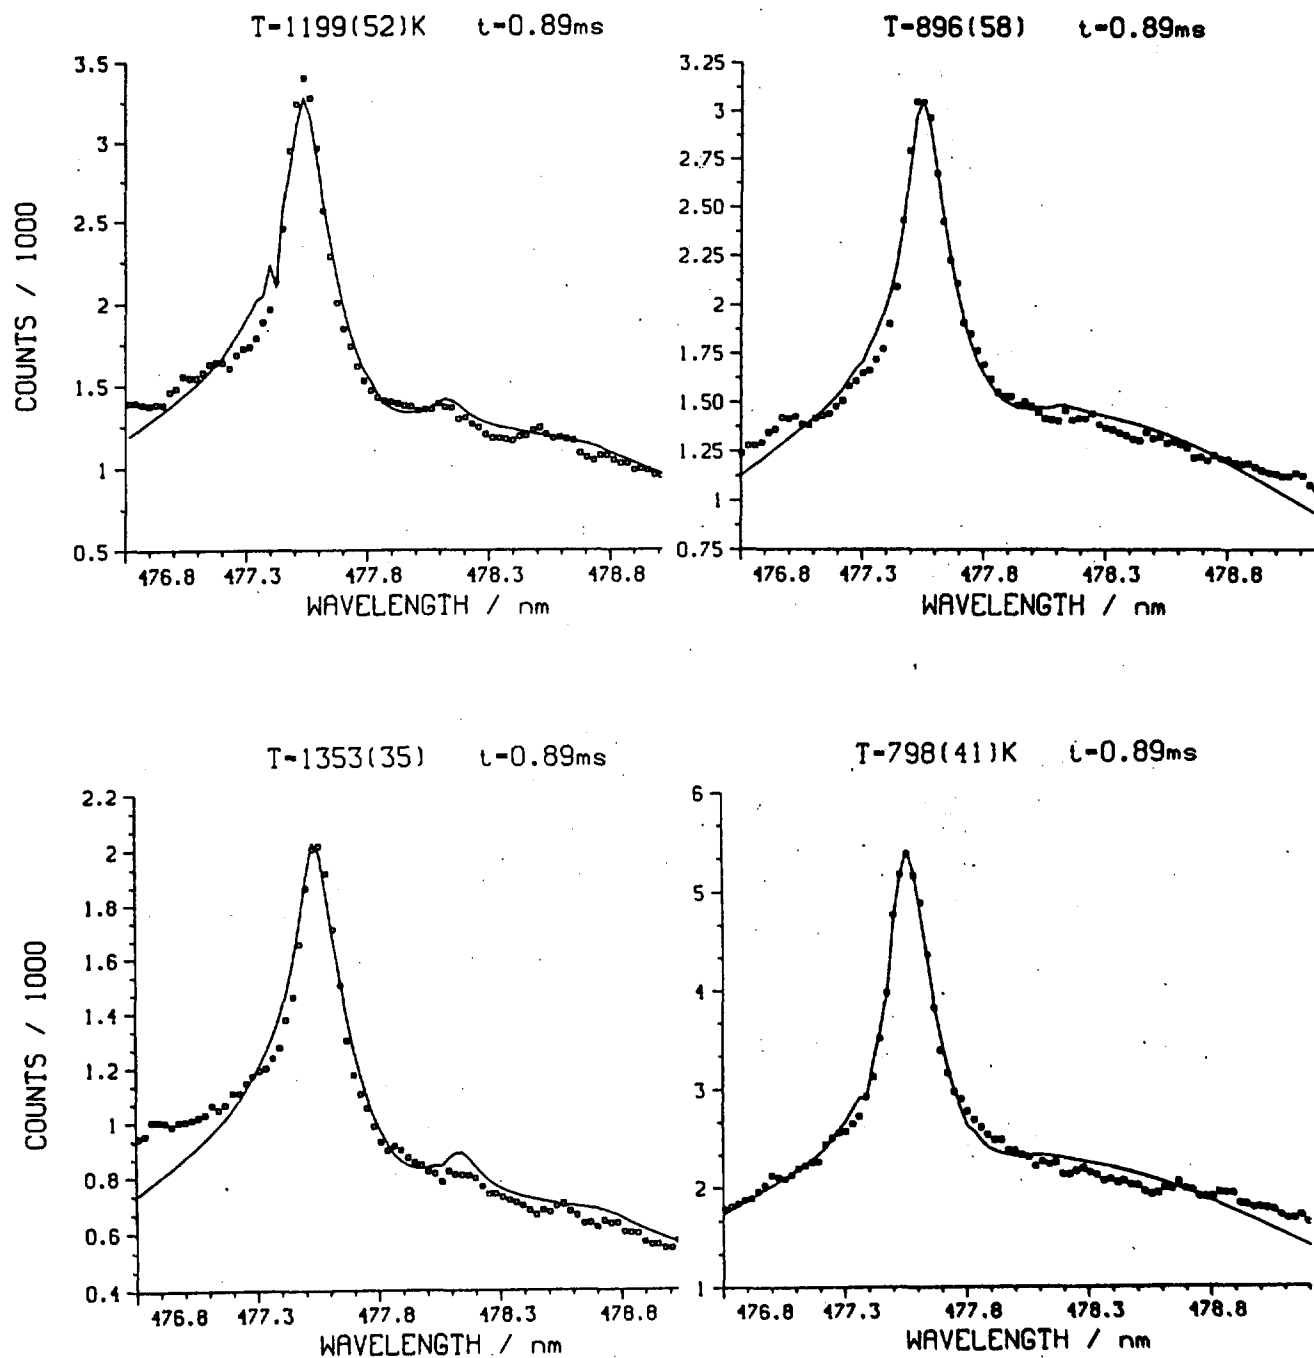 T-1199(52)K t-0.89ms
3.5
3
2.5
2
1.5
1
0.5
COUNTS / 1000
476.8 477.3 477.8 478.3 478.8
WAVELENGTH / nm
T-896(58) t-0.89ms
3.25
3.00
2.75
2.50
2.25
2
1.75
1.50
1.25
1
0.75
476.8 477.3 477.8 478.3 478.8
WAVELENGTH / nm
T-1353(35) t-0.89ms
2.2
2
1.8
1.6
1.4
1.2
1
0.8
0.6
0.4
COUNTS / 1000
476.8 477.3 477.8 478.3 478.8
WAVELENGTH / nm
T-798(41)K t-0.89ms
6
5
4
3
2
1
476.8 477.3 477.8 478.3 478.8
WAVELENGTH / nm